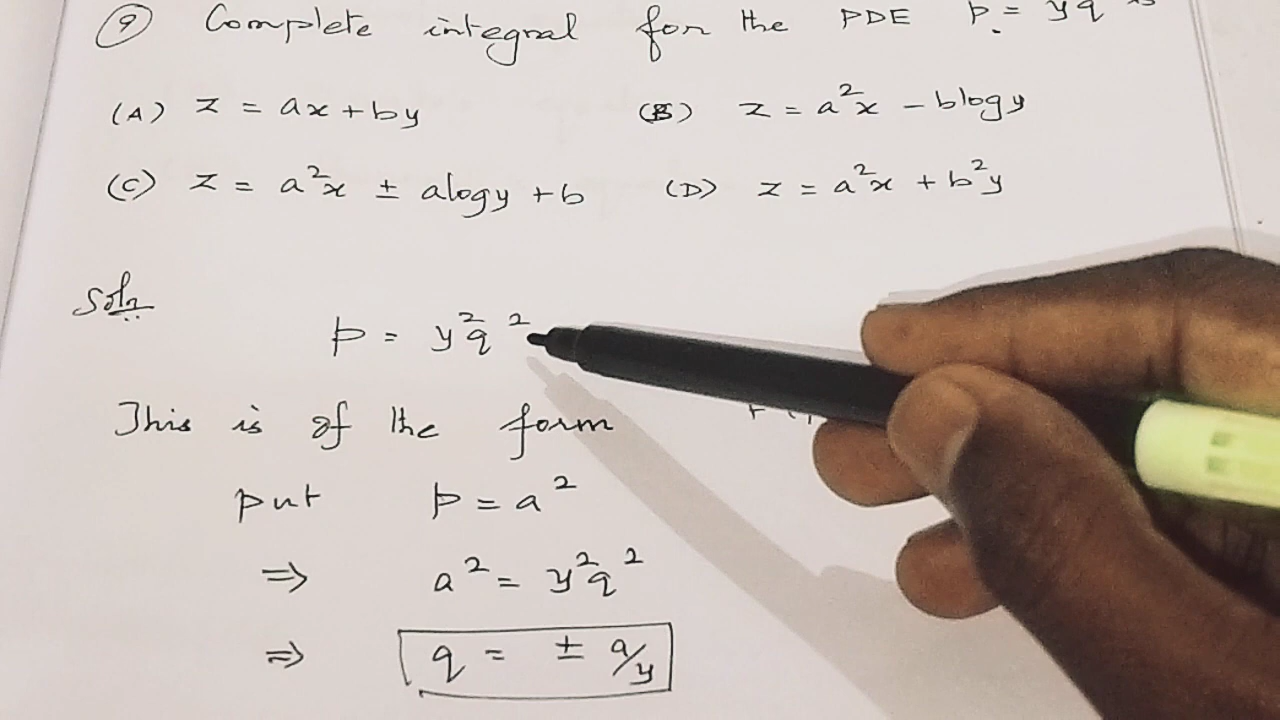 ⑨ Complete integral for the PDE p = yq is
(A) z = ax + by (B) z = a²x - blogy
(C) z = a²x ± alogy + b (D) z = a²x + b²y
Soln
p = y²q²
This is of the form
put p = a²
⇒ a² = y²q²
⇒ q = ± a/y